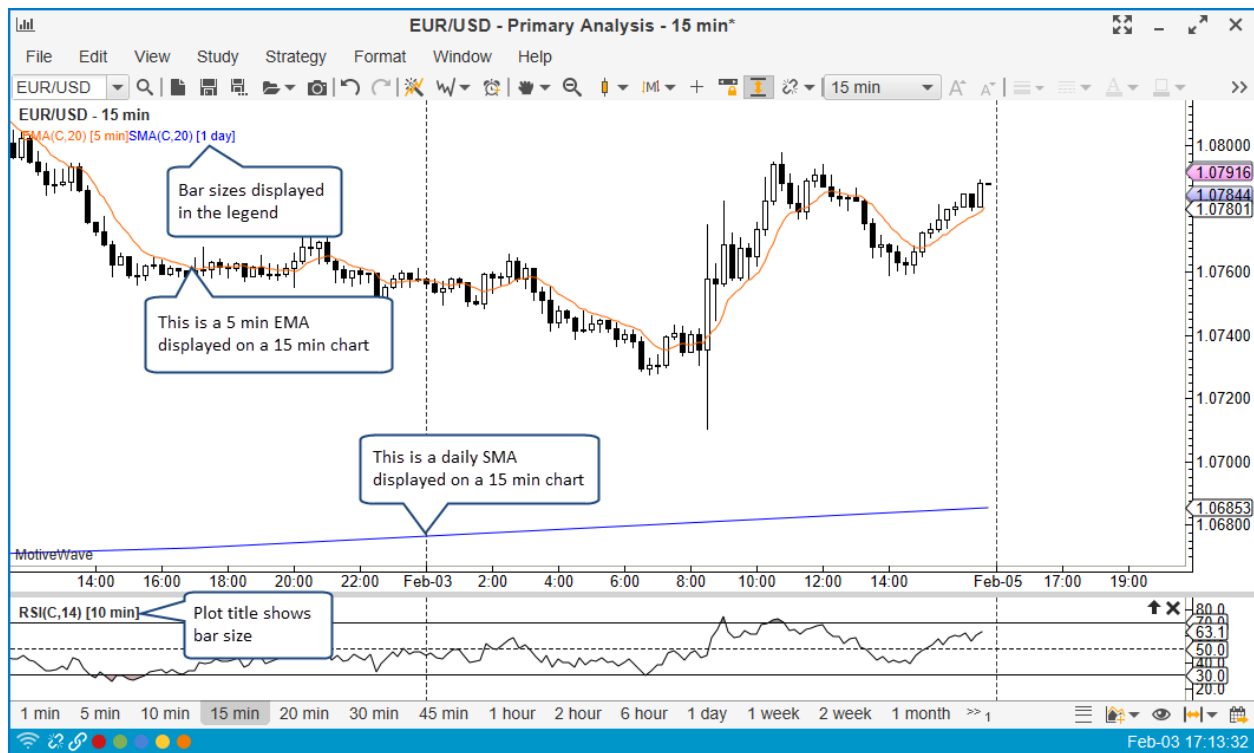 EUR/USD - Primary Analysis - 15 min*
File Edit View Study Strategy Format Window Help
EUR/USD 15 min
EUR/USD - 15 min
EMA(C,20) [5 min]SMA(C,20) [1 day]
Bar sizes displayed
in the legend
This is a 5 min EMA
displayed on a 15 min chart
This is a daily SMA
displayed on a 15 min chart
1.08000
1.07916
1.07844
1.07801
1.07600
1.07400
1.07200
1.07000
1.06853
1.06800
MotiveWave
14:00 16:00 18:00 20:00 22:00 Feb-03 2:00 4:00 6:00 8:00 10:00 12:00 14:00 Feb-05 17:00 19:00
RSI(C,14) [10 min]
Plot title shows
bar size
80.0
70.0
63.1
50.0
40.0
30.0
20.0
1 min 5 min 10 min 15 min 20 min 30 min 45 min 1 hour 2 hour 6 hour 1 day 1 week 2 week 1 month >> 1
Feb-03 17:13:32